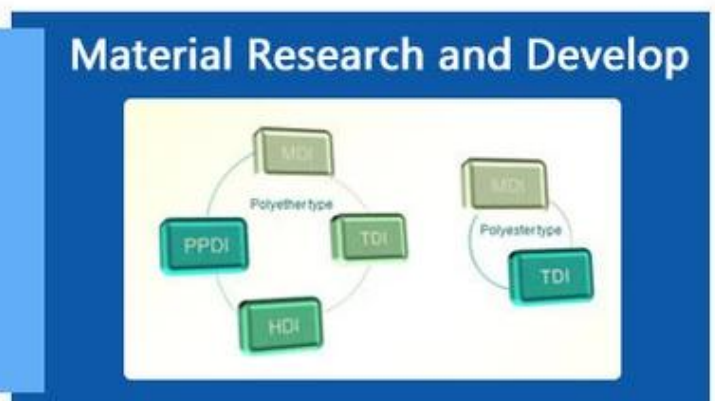 Material Research and Develop
MDI
Polyether type
PPDI
TDI
HDI
MDI
Polyester type
TDI